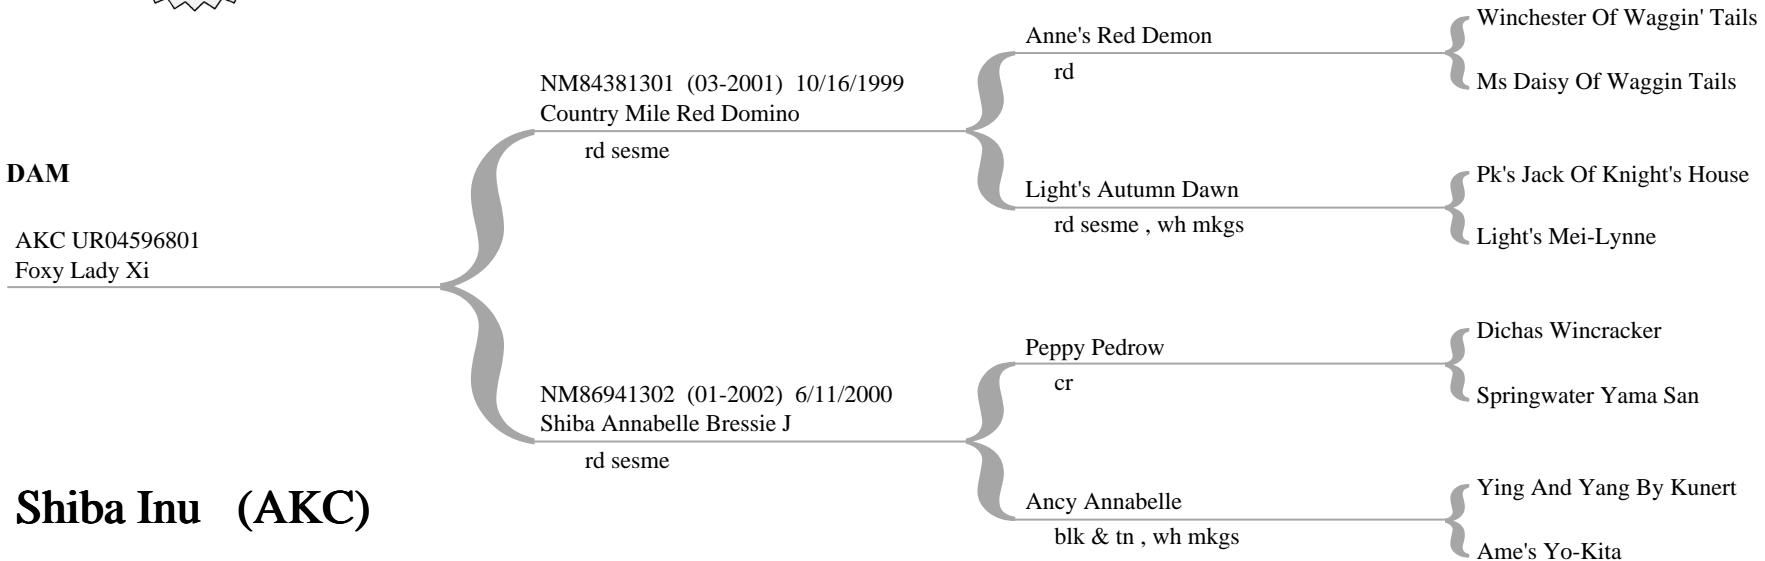 DAM
AKC UR04596801
Foxy Lady Xi
NM84381301 (03-2001) 10/16/1999
Country Mile Red Domino
rd sesme
NM86941302 (01-2002) 6/11/2000
Shiba Annabelle Bressie J
rd sesme
Anne's Red Demon
rd
Light's Autumn Dawn
rd sesme , wh mkgs
Peppy Pedrow
cr
Ancy Annabelle
blk & tn , wh mkgs
Winchester Of Waggin' Tails
Ms Daisy Of Waggin Tails
Pk's Jack Of Knight's House
Light's Mei-Lynne
Dichas Wincracker
Springwater Yama San
Ying And Yang By Kunert
Ame's Yo-Kita
Shiba Inu (AKC)